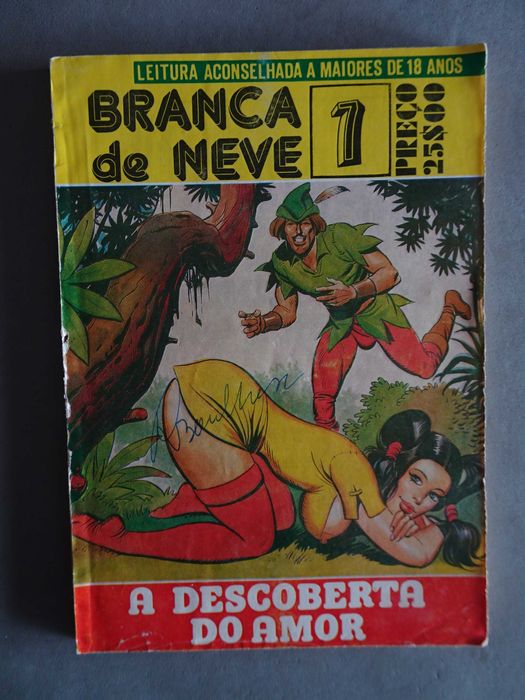 LEITURA ACONSELHADA A MAIORES DE 18 ANOS
BRANCA
de NEVE
1
PREÇO
25$00
A DESCOBERTA
DO AMOR